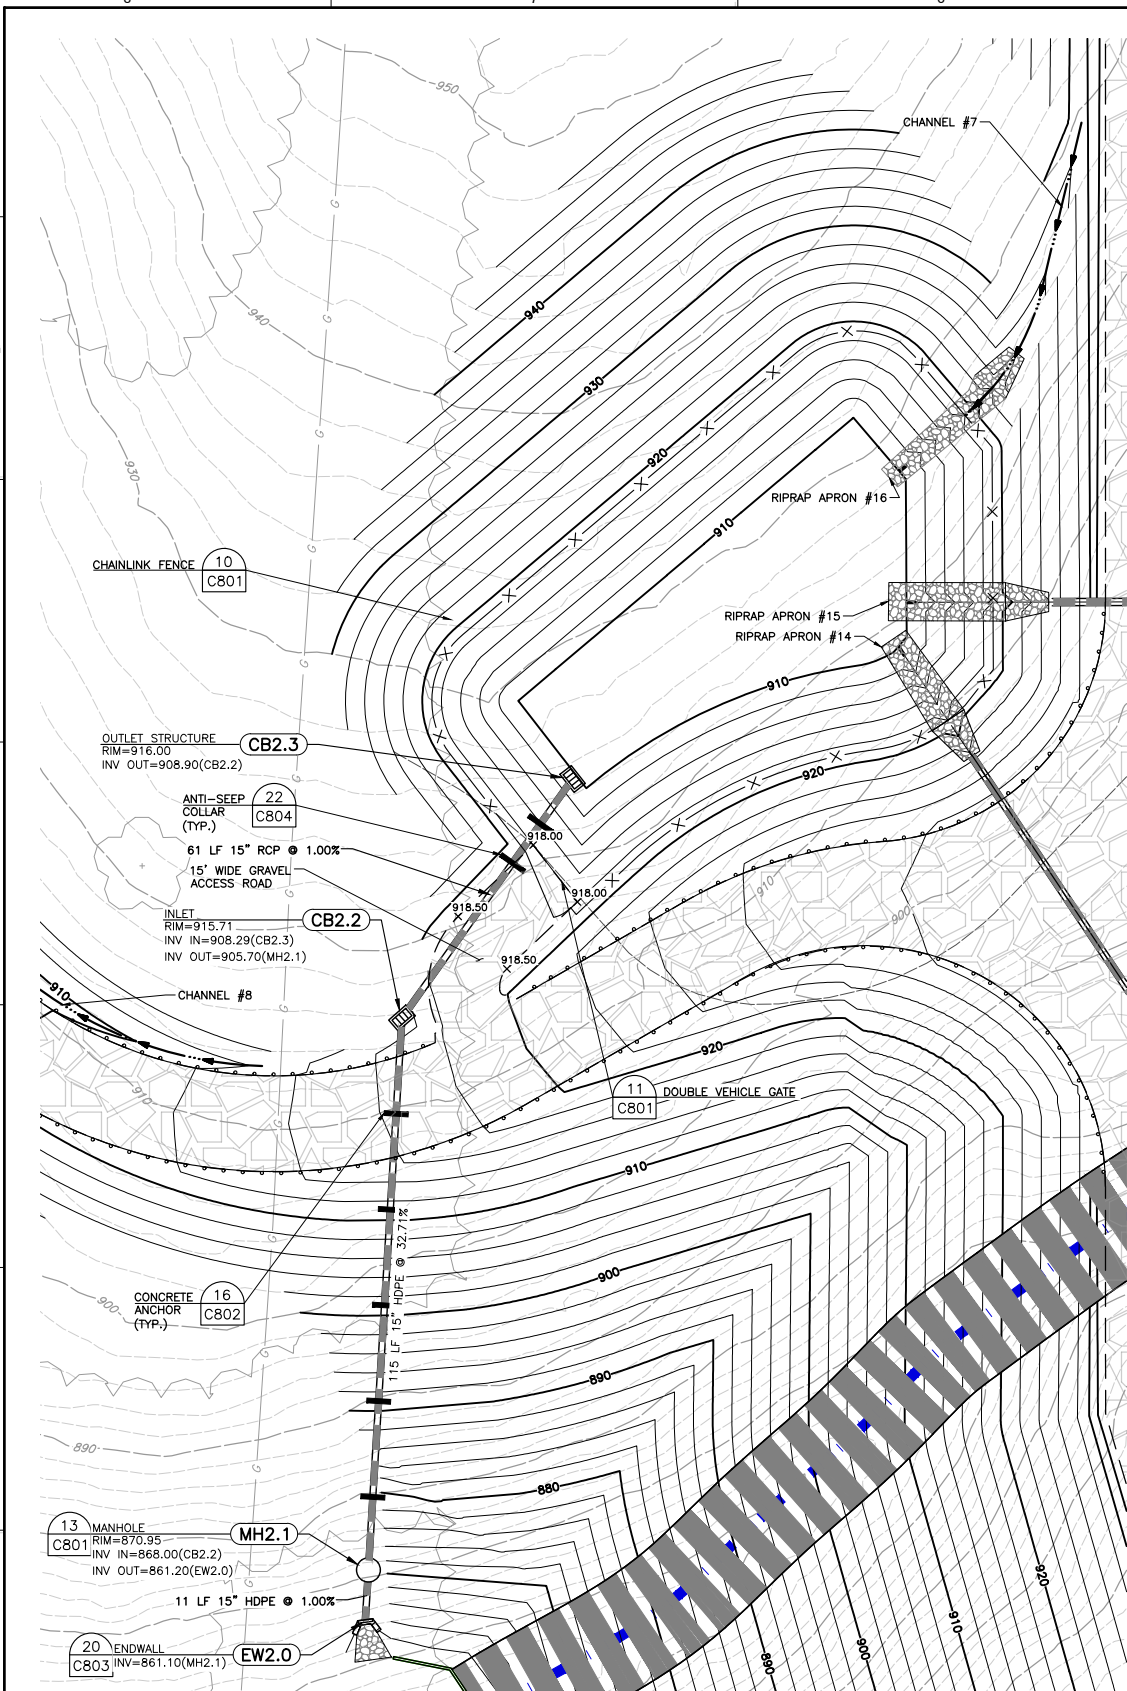 950
CHANNEL #7
G
940
940
G
930
G
920
930
910
RIPRAP APRON #16
G
CHAINLINK FENCE
10
C801
RIPRAP APRON #15
RIPRAP APRON #14
G
910
OUTLET STRUCTURE
RIM=916.00
INV OUT=908.90(CB2.2)
CB2.3
920
ANTI-SEEP
COLLAR
(TYP.)
22
C804
G
918.00
61 LF 15" RCP @ 1.00%
15' WIDE GRAVEL
ACCESS ROAD
918.00
910
918.50
900
INLET
RIM=915.71
INV IN=908.29(CB2.3)
INV OUT=905.70(MH2.1)
CB2.2
918.50
910
CHANNEL #8
G
920
910
11
C801
DOUBLE VEHICLE GATE
G
910
115 LF 15" HDPE @ 32.71%
G
900
900
CONCRETE
ANCHOR
(TYP.)
16
C802
G
890
890
G
880
13
C801
MANHOLE
RIM=870.95
INV IN=868.00(CB2.2)
INV OUT=861.20(EW2.0)
MH2.1
G
920
11 LF 15" HDPE @ 1.00%
910
900
890
20
C803
ENDWALL
INV=861.10(MH2.1)
EW2.0